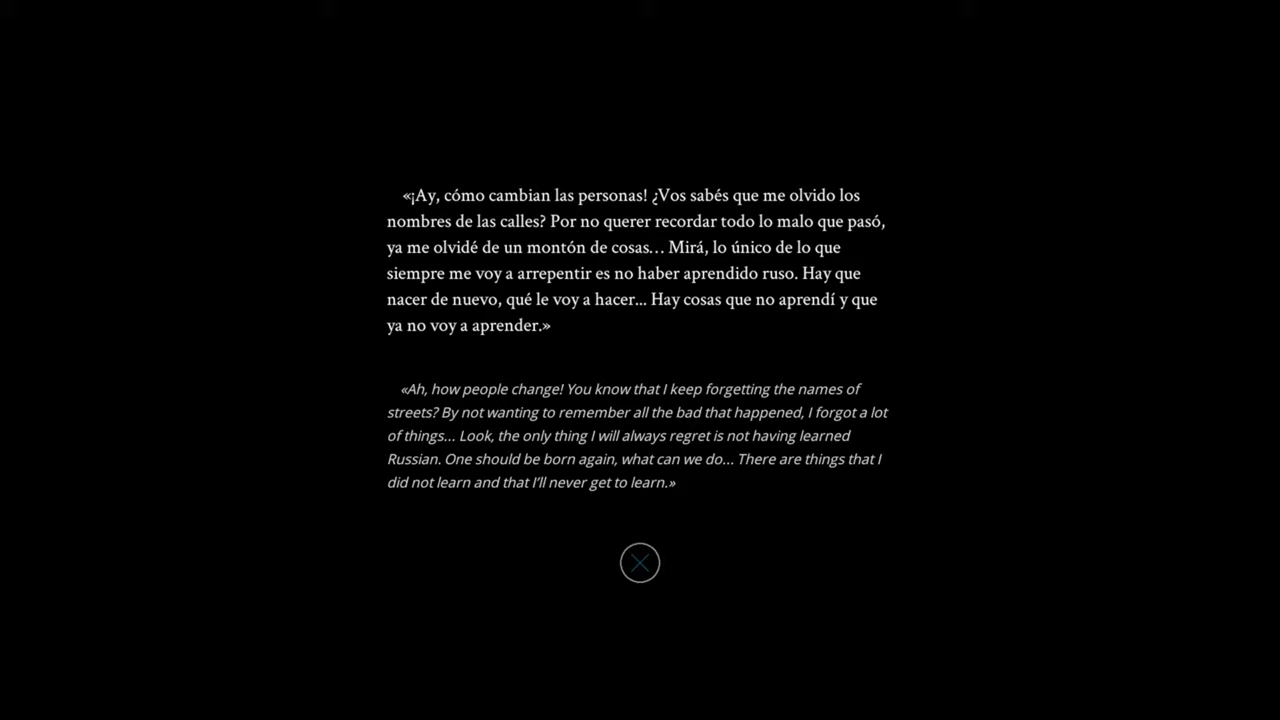 «¡Ay, cómo cambian las personas! ¿Vos sabés que me olvido los
nombres de las calles? Por no querer recordar todo lo malo que pasó,
ya me olvidé de un montón de cosas… Mirá, lo único de lo que
siempre me voy a arrepentir es no haber aprendido ruso. Hay que
nacer de nuevo, qué le voy a hacer... Hay cosas que no aprendí y que
ya no voy a aprender.»
«Ah, how people change! You know that I keep forgetting the names of
streets? By not wanting to remember all the bad that happened, I forgot a lot
of things... Look, the only thing I will always regret is not having learned
Russian. One should be born again, what can we do... There are things that I
did not learn and that I’ll never get to learn.»